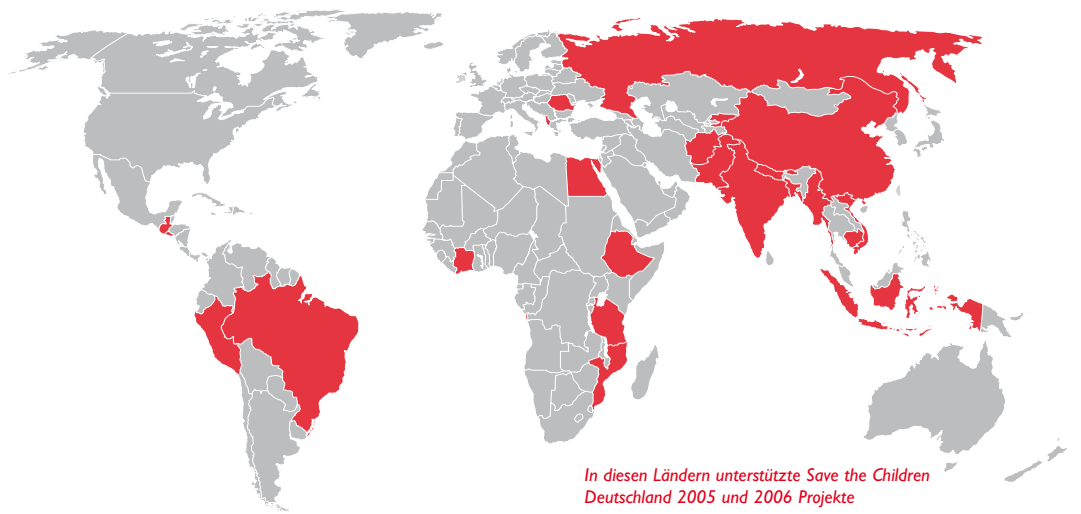 In diesen Ländern unterstützte Save the Children
Deutschland 2005 und 2006 Projekte